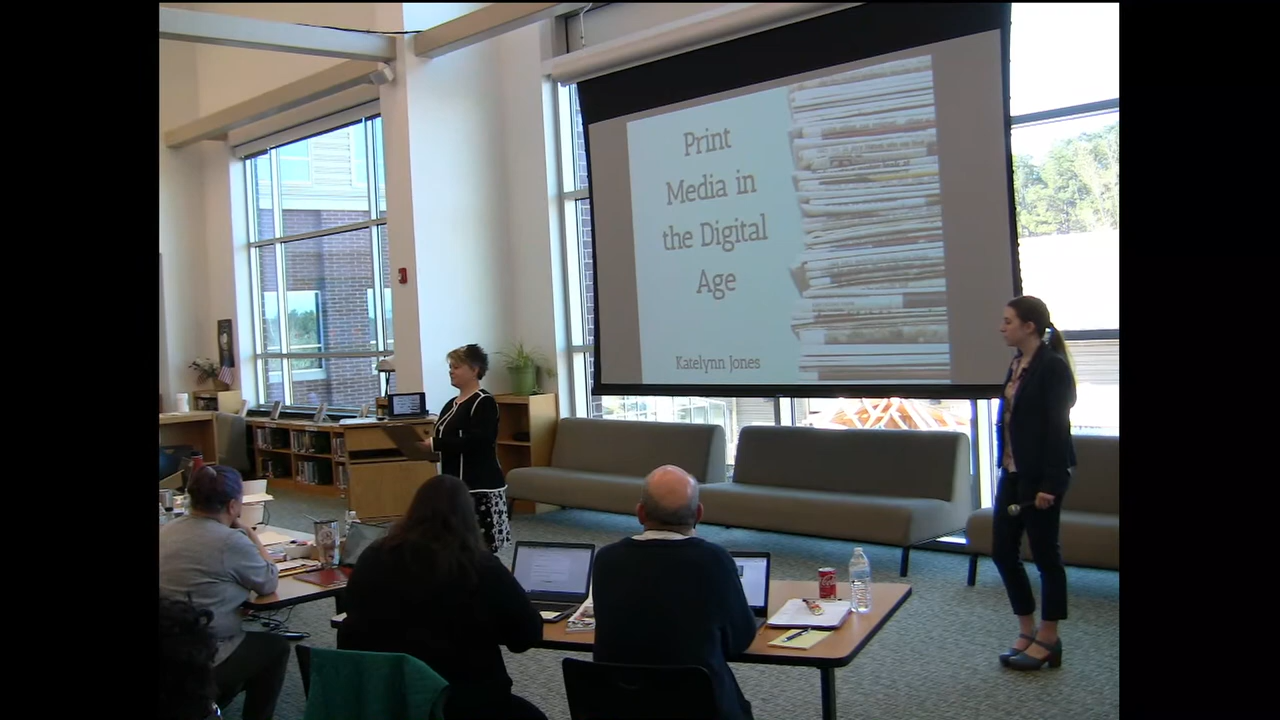 Print
Media in
the Digital
Age
Katelynn Jones